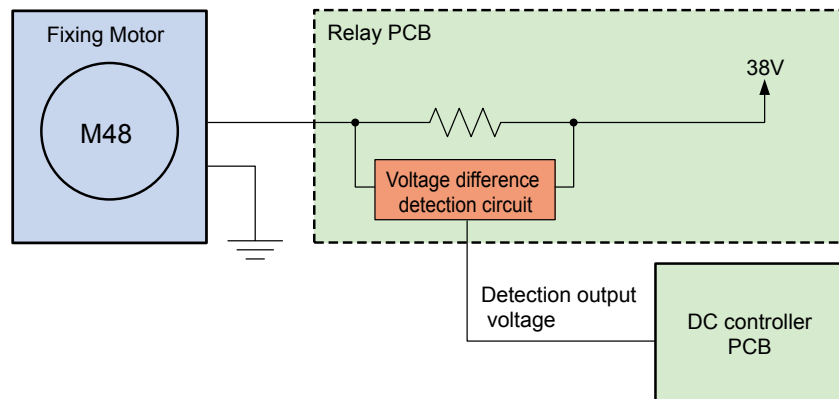 Fixing Motor
M48
Relay PCB
38V
Voltage difference
detection circuit
Detection output
voltage
DC controller
PCB